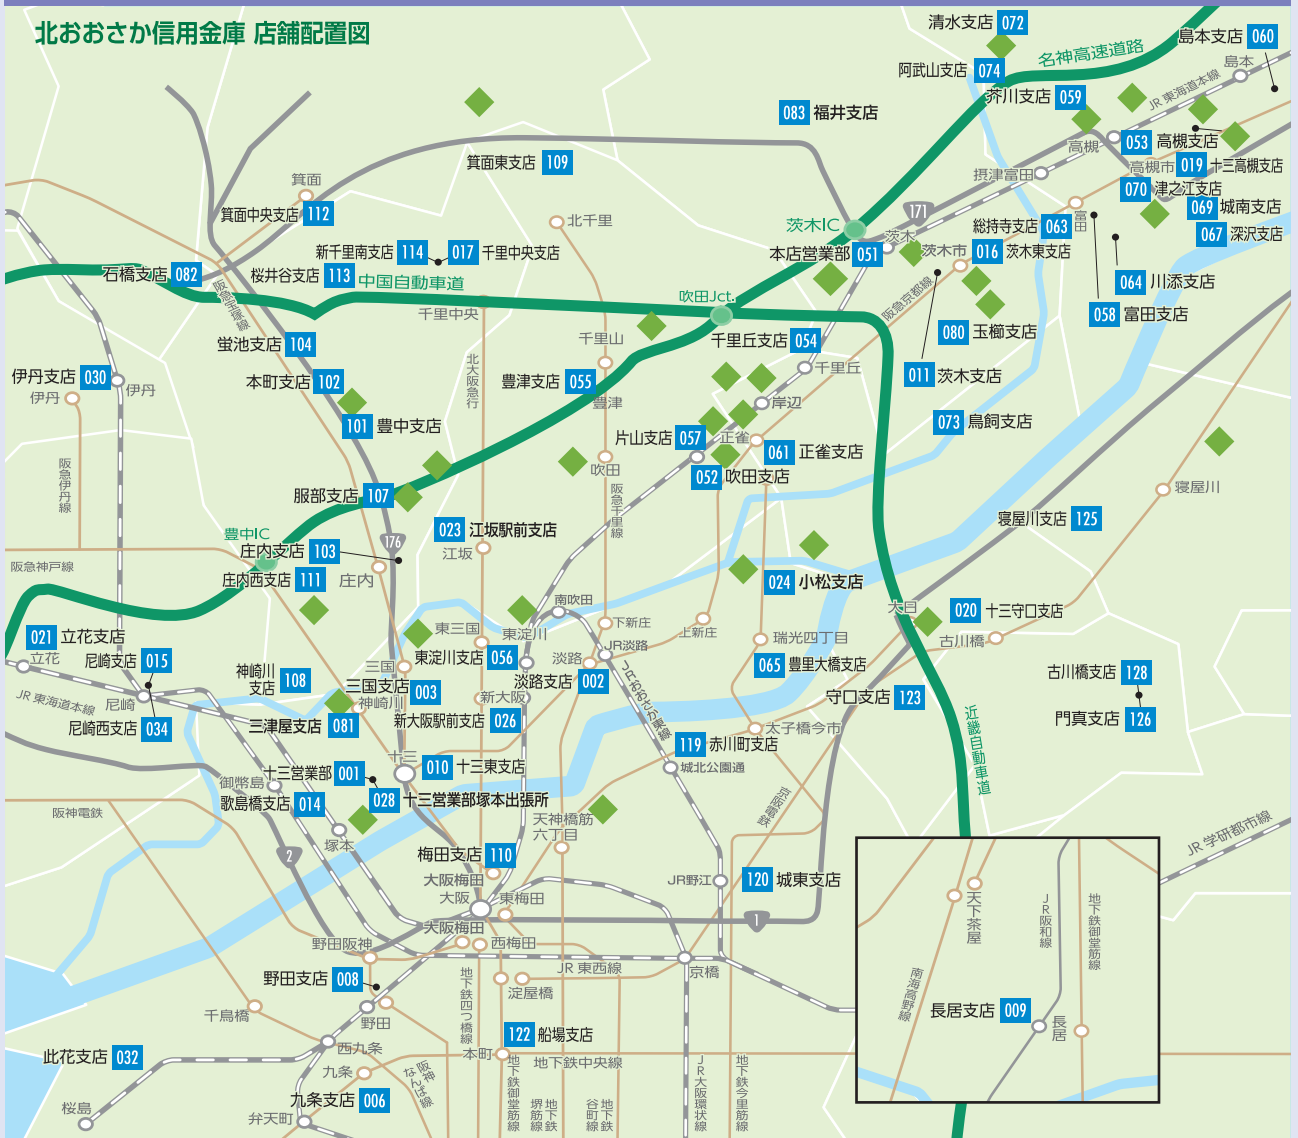 北おおさか信用金庫 店舗配置図
清水支店 072
島本支店 060
名神高速道路
島本
阿武山支店 074
JR 東海道本線
芥川支店 059
083 福井支店
高槻
053 高槻支店
箕面東支店 109
高槻市
019 十三高槻支店
摂津富田
箕面
070 津之江支店
箕面中央支店 112
171
069 城南支店
北千里
茨木IC
富田
総持寺支店 063
067 深沢支店
茨木
新千里南支店 114
017 千里中央支店
本店営業部 051
茨木市
016 茨木東支店
石橋支店 082
桜井谷支店 113
中国自動車道
064 川添支店
阪急宝塚線
吹田Jct.
阪急京都線
千里中央
058 富田支店
080 玉櫛支店
蛍池支店 104
千里山
千里丘支店 054
北大阪急行
千里丘
伊丹支店 030
伊丹
伊丹
本町支店 102
豊津支店 055
豊津
岸辺
011 茨木支店
101 豊中支店
片山支店 057
正雀
073 鳥飼支店
061 正雀支店
阪急伊丹線
吹田
052 吹田支店
服部支店 107
阪急千里線
寝屋川
寝屋川支店 125
豊中IC
176
023 江坂駅前支店
江坂
庄内支店 103
阪急神戸線
庄内西支店 111
庄内
024 小松支店
南吹田
大日
020 十三守口支店
021 立花支店
立花
東三国
東淀川
下新庄
上新庄
瑞光四丁目
古川橋
尼崎支店 015
神崎川支店 108
三国
東淀川支店 056
淡路
JR淡路
065 豊里大橋支店
古川橋支店 128
JR 東海道本線
三国支店 003
神崎川
新大阪
淡路支店 002
JRおおさか東線
守口支店 123
尼崎
尼崎西支店 034
三津屋支店 081
新大阪駅前支店 026
太子橋今市
門真支店 126
近畿自動車道
119 赤川町支店
十三
010 十三東支店
城北公園通
御幣島
十三営業部 001
歌島橋支店 014
028 十三営業部塚本出張所
京阪電鉄
阪神電鉄
天神橋筋六丁目
塚本
JR 学研都市線
2
梅田支店 110
大阪梅田
JR野江
120 城東支店
大阪
東梅田
1
大阪梅田
西梅田
野田阪神
JR 東西線
京橋
野田支店 008
淀屋橋
地下鉄四つ橋線
千鳥橋
野田
122 船場支店
西九条
本町
地下鉄中央線
此花支店 032
九条
阪神なんば線
九条支店 006
桜島
弁天町
地下鉄御堂筋線
地下鉄堺筋線
地下鉄谷町線
JR大阪環状線
地下鉄今里筋線
天下茶屋
JR阪和線
地下鉄御堂筋線
南海高野線
長居支店 009
長居